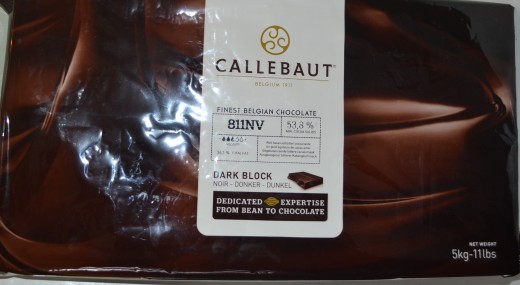 CALLEBAUT
BELGIUM 1911
FINEST BELGIAN CHOCOLATE
811NV
53,8 %
DARK BLOCK
NOIR - DONKER - DUNKEL
DEDICATED EXPERTISE
FROM BEAN TO CHOCOLATE
NET WEIGHT
5kg-11lbs